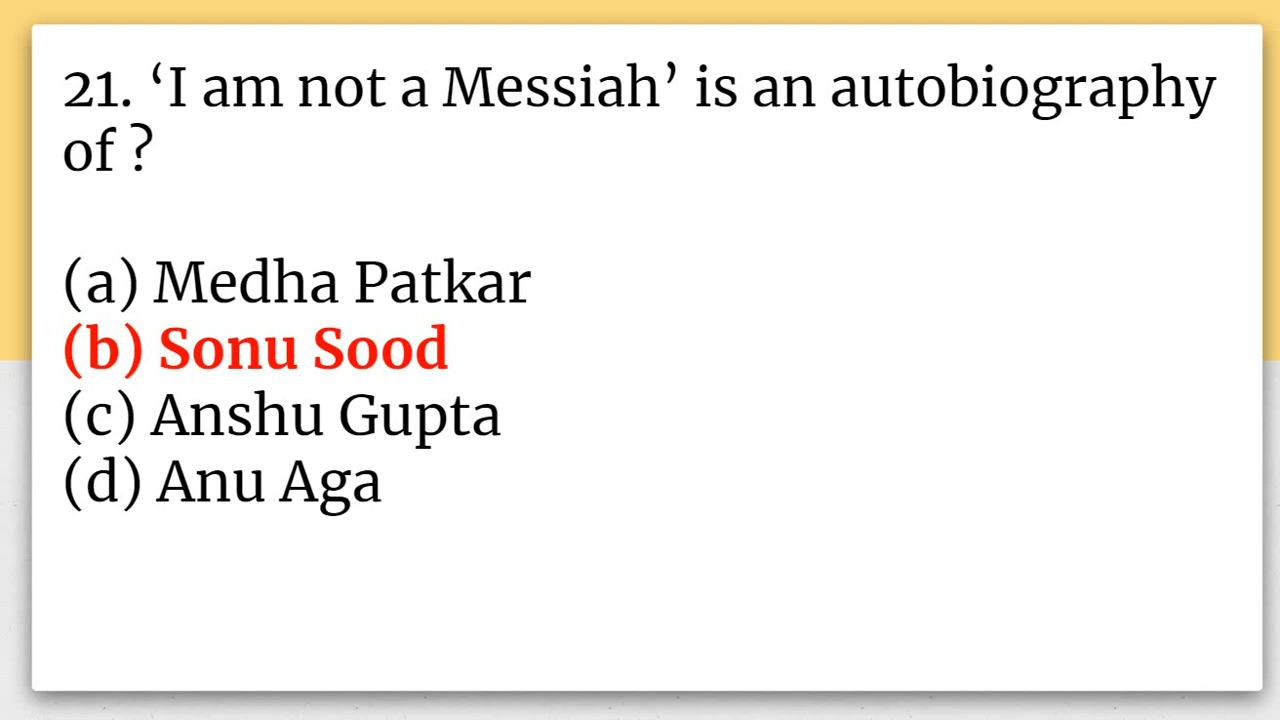 21. ‘I am not a Messiah’ is an autobiography
of ?
(a) Medha Patkar
(b) Sonu Sood
(c) Anshu Gupta
(d) Anu Aga